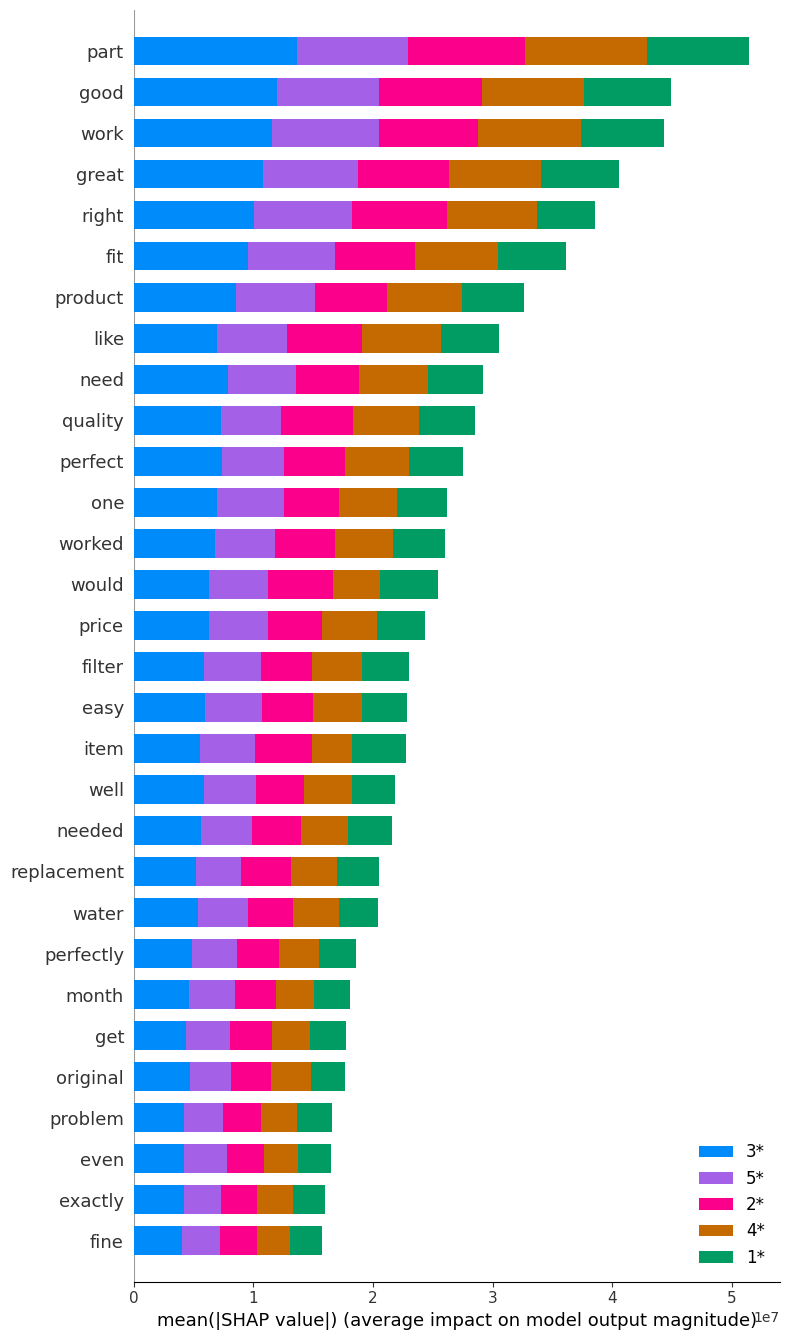 part
good
work
great
right
fit
product
like
need
quality
perfect
one
worked
would
price
filter
easy
item
well
needed
replacement
water
perfectly
month
get
original
problem
even
exactly
fine
3*
5*
2*
4*
1*
0 1 2 3 4 5
1e7
mean(|SHAP value|) (average impact on model output magnitude)